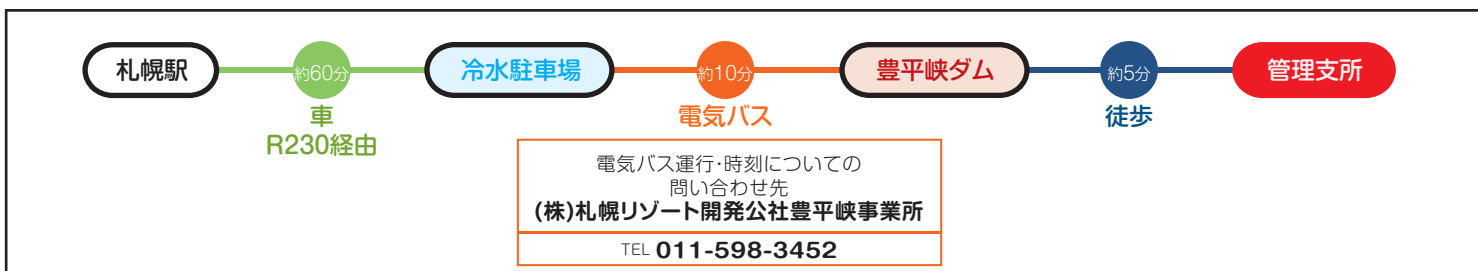 札幌駅
約60分
車
R230経由
冷水駐車場
約10分
電気バス
豊平峡ダム
約5分
徒歩
管理支所
電気バス運行・時刻についての
問い合わせ先
(株)札幌リゾート開発公社豊平峡事業所
TEL 011-598-3452